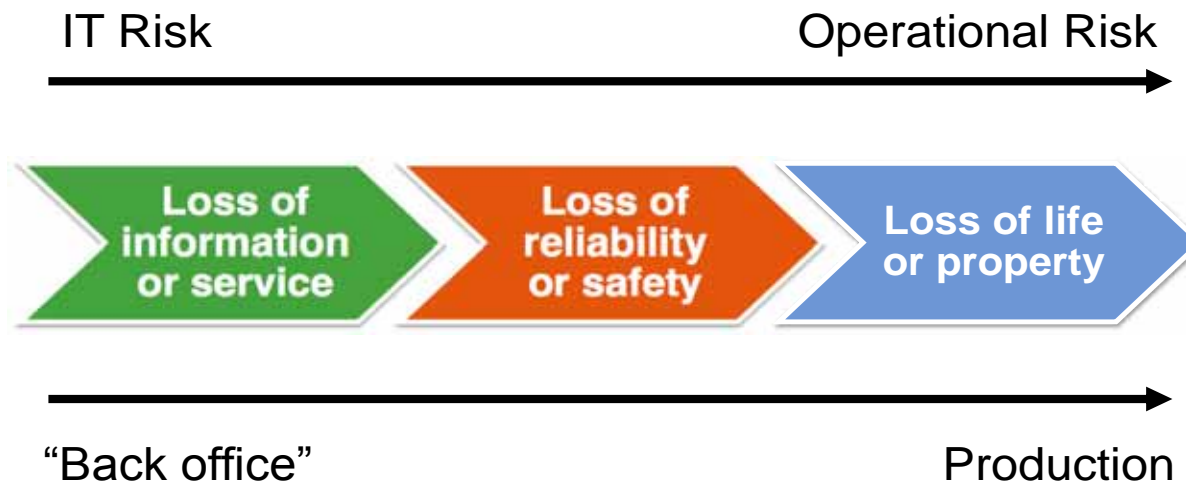 IT Risk
Operational Risk
Loss of
information
or service
Loss of
reliability
or safety
Loss of life
or property
“Back office”
Production